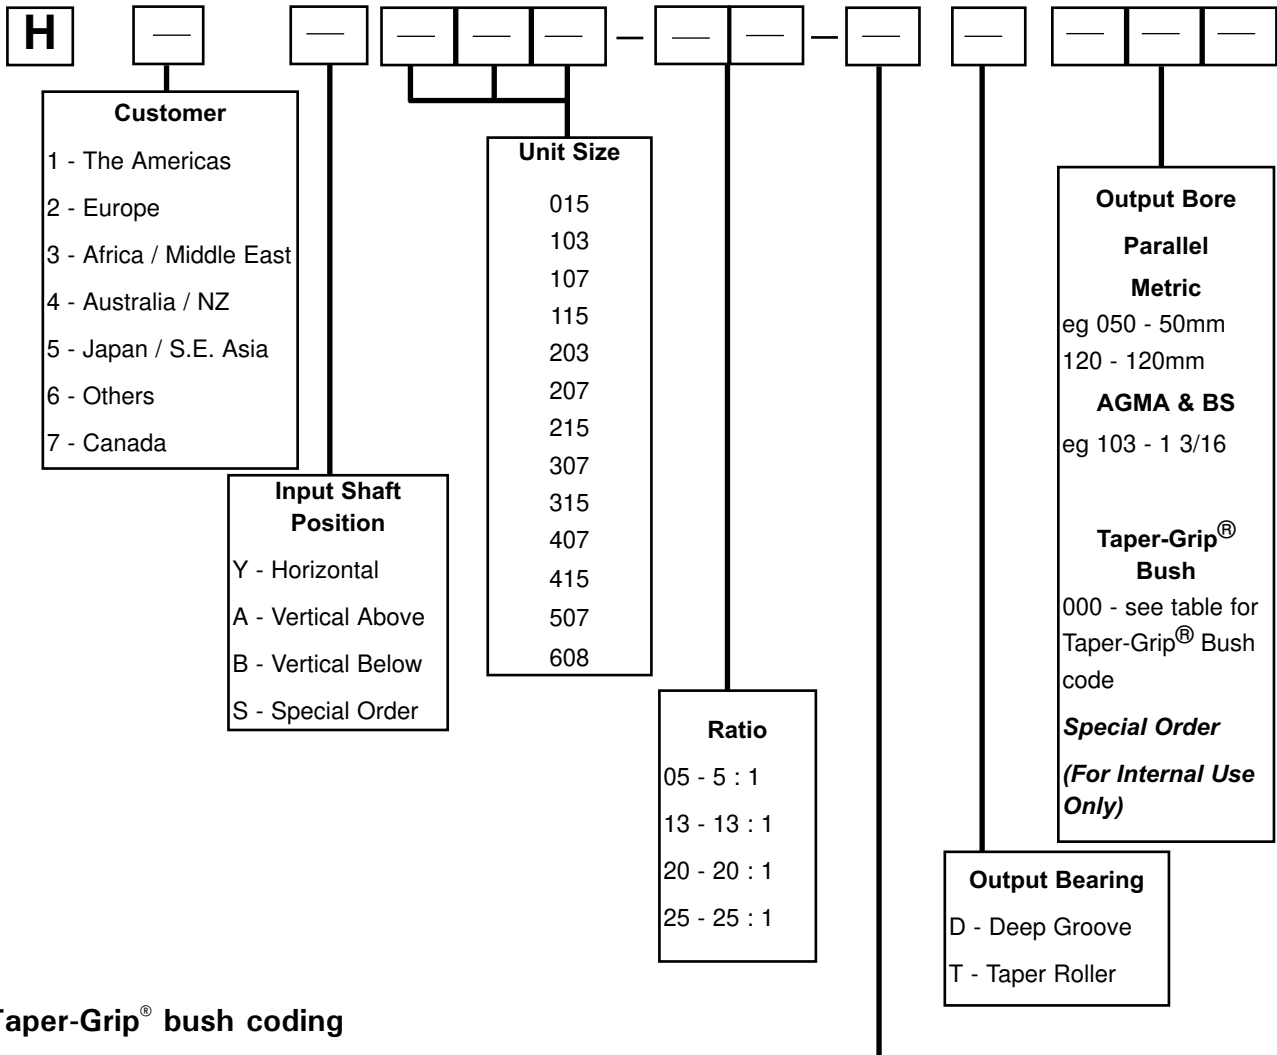 H — — — — — — — — — — — — — —
Customer
1 - The Americas
2 - Europe
3 - Africa / Middle East
4 - Australia / NZ
5 - Japan / S.E. Asia
6 - Others
7 - Canada
Input Shaft
Position
Y - Horizontal
A - Vertical Above
B - Vertical Below
S - Special Order
Unit Size
015
103
107
115
203
207
215
307
315
407
415
507
608
Ratio
05 - 5 : 1
13 - 13 : 1
20 - 20 : 1
25 - 25 : 1
Output Bearing
D - Deep Groove
T - Taper Roller
Output Bore
Parallel
Metric
eg 050 - 50mm
120 - 120mm
AGMA & BS
eg 103 - 1 3/16
Taper-Grip®
Bush
000 - see table for
Taper-Grip® Bush
code
Special Order
(For Internal Use
Only)
Taper-Grip® bush coding